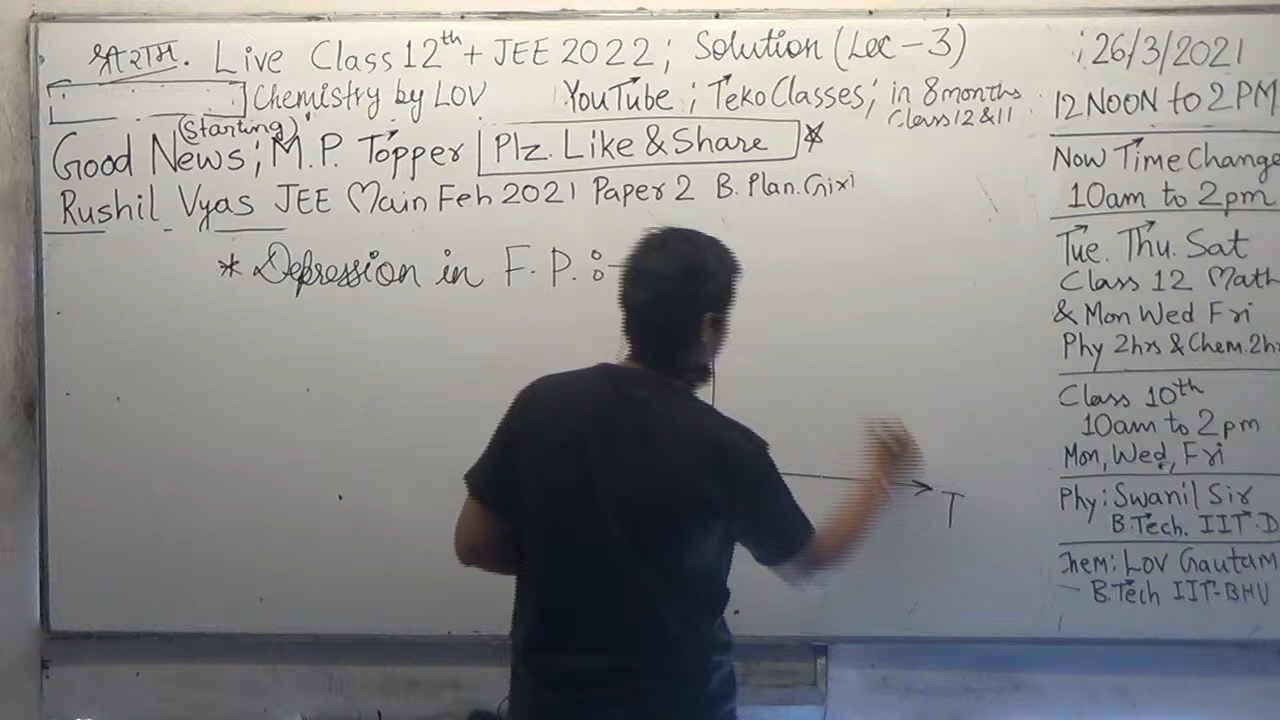 श्री राम. Live Class 12th + JEE 2022 ; Solution (Lec - 3)
Chemistry by LOV YouTube ; TekoClasses ; in 8 months
Class 12 & 11
(Starting)
Good News ; M.P. Topper Plz. Like & Share
Rushil Vyas JEE Main Feb 2021 Paper 2 B. Plan.
* Depression in F. P. :-
T
26/3/2021
12 NOON to 2 PM
Now Time Change
10am to 2pm
Tue. Thu. Sat
Class 12 Math
& Mon Wed Fri
Phy 2hrs & Chem. 2hr
Class 10th
10am to 2pm
Mon, Wed, Fri
Phy : Swanil Sir
B.Tech. IIT-D
Chem: Lov Gautam
B.Tech IIT-BHU